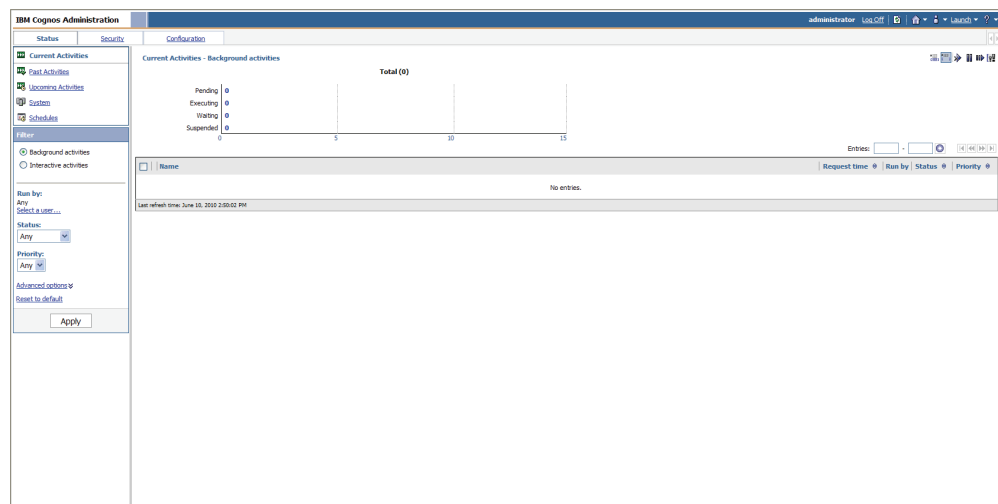 IBM Cognos Administration
administrator Log Off Launch ?
Status Security Configuration
Current Activities
Past Activities
Upcoming Activities
System
Schedules
Filter
Background activities
Interactive activities
Run by:
Any
Select a user...
Status:
Any
Priority:
Any
Advanced options
Reset to default
Apply
Current Activities - Background activities
Total (0)
Pending 0
Executing 0
Waiting 0
Suspended 0
0 5 10 15
Entries: -
Name Request time Run by Status Priority
No entries.
Last refresh time: June 10, 2010 2:50:02 PM